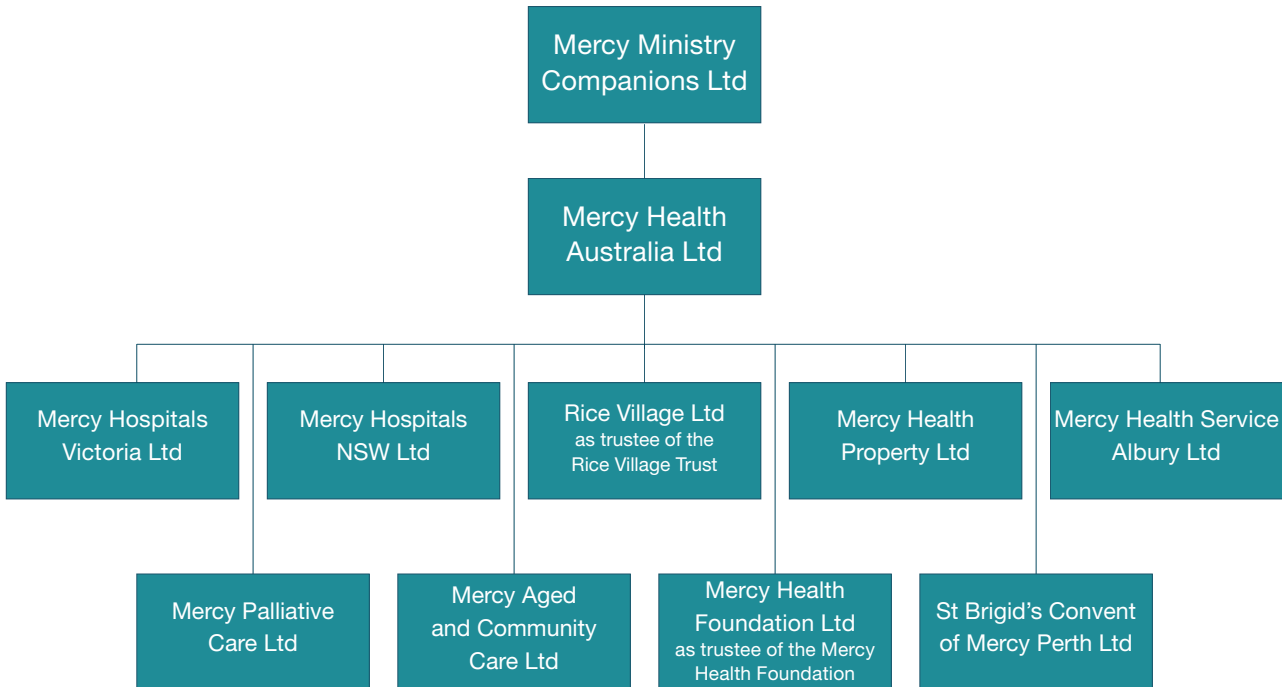 Mercy Ministry
Companions Ltd
Mercy Health
Australia Ltd
Mercy Hospitals
Victoria Ltd
Mercy Hospitals
NSW Ltd
Rice Village Ltd
as trustee of the
Rice Village Trust
Mercy Health
Property Ltd
Mercy Health Service
Albury Ltd
Mercy Palliative
Care Ltd
Mercy Aged
and Community
Care Ltd
Mercy Health
Foundation Ltd
as trustee of the Mercy
Health Foundation
St Brigid’s Convent
of Mercy Perth Ltd